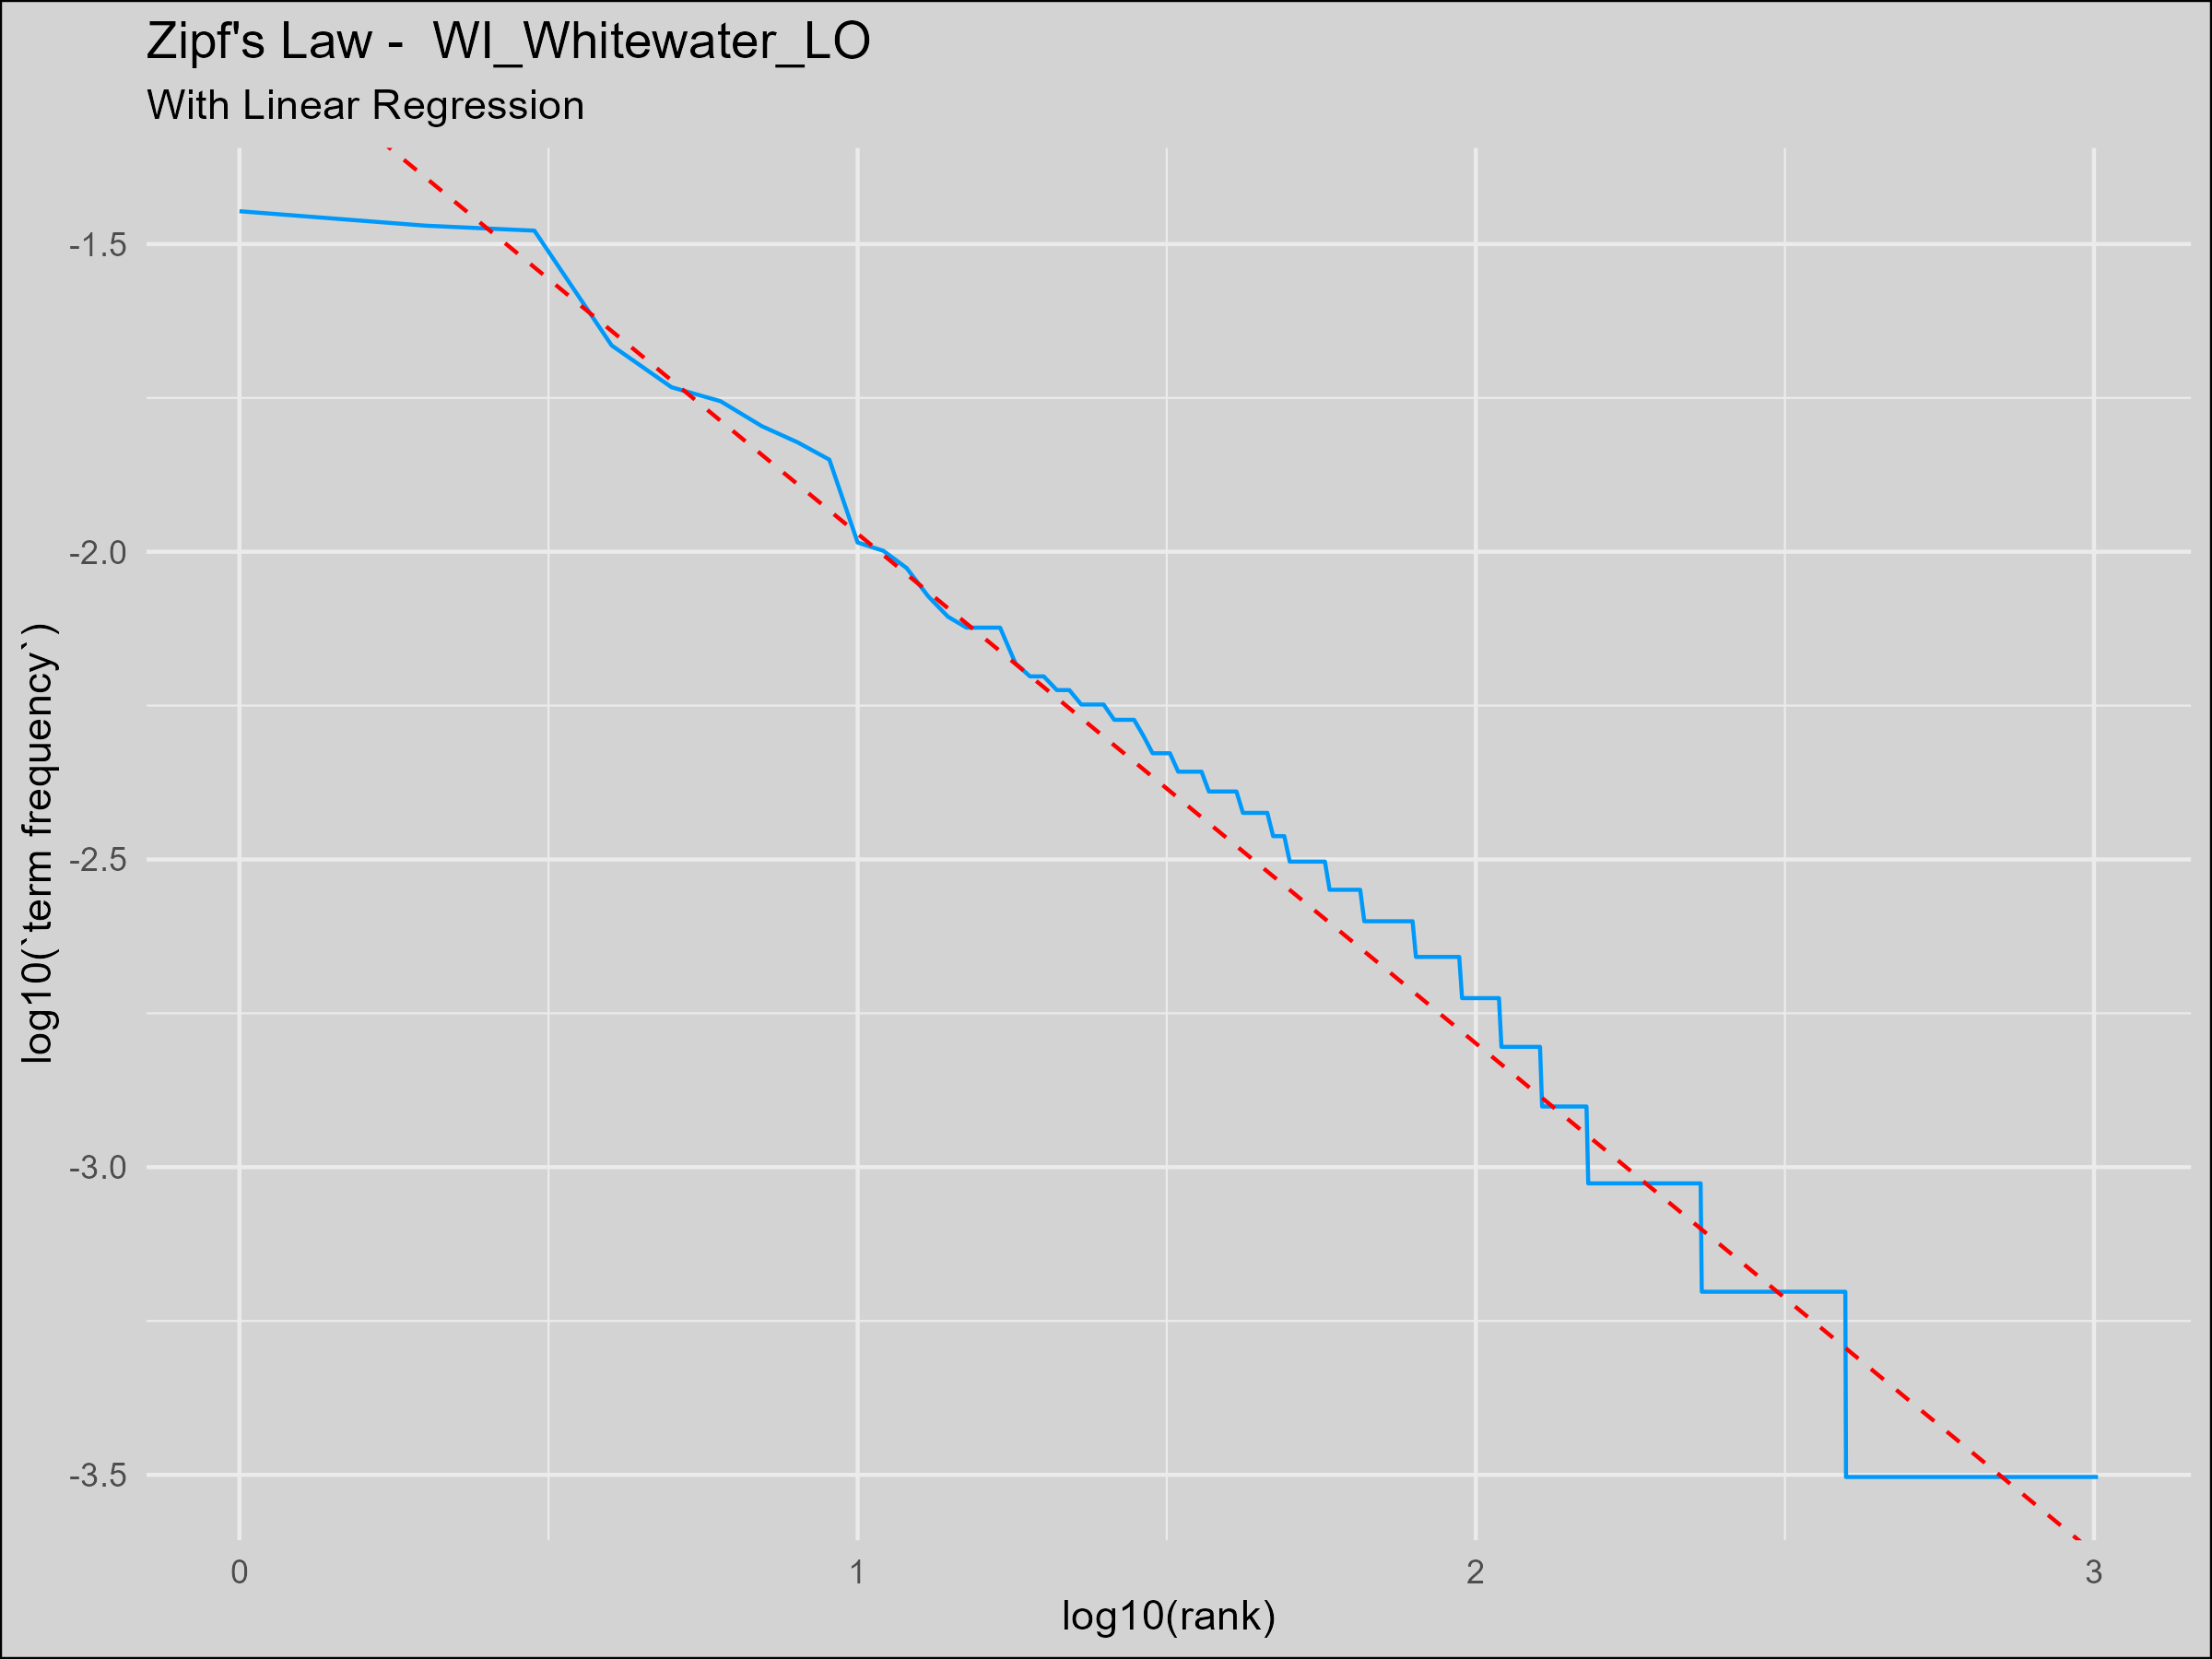 Zipf's Law -  WI_Whitewater_LO
With Linear Regression
log10(`term frequency`)
-1.5
-2.0
-2.5
-3.0
-3.5
0
1
2
3
log10(rank)